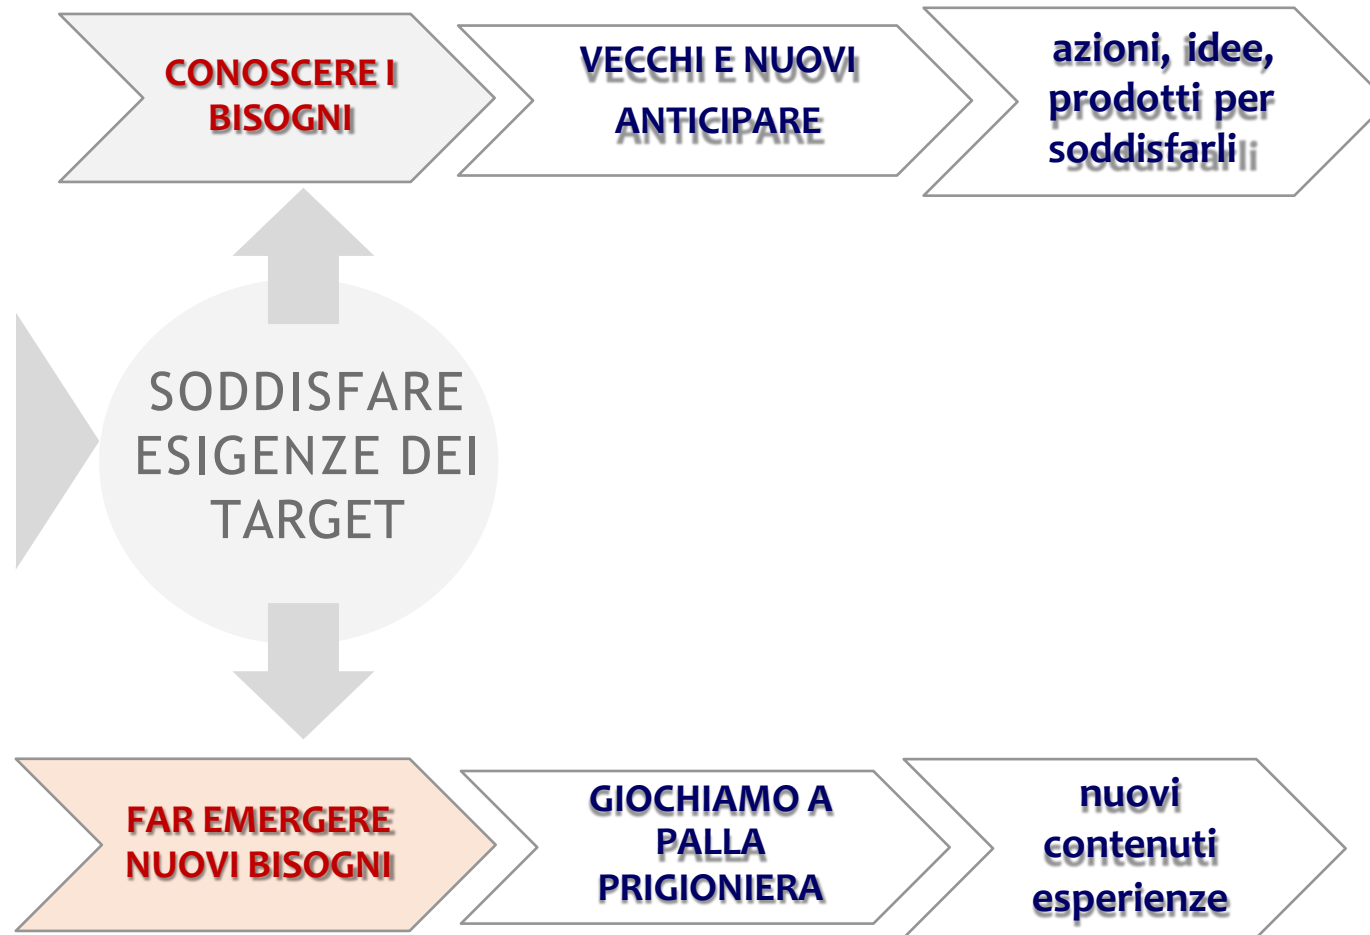 CONOSCERE I
BISOGNI
VECCHI E NUOVI
ANTICIPARE
azioni, idee,
prodotti per
soddisfarli
SODDISFARE
ESIGENZE DEI
TARGET
FAR EMERGERE
NUOVI BISOGNI
GIOCHIAMO A
PALLA
PRIGIONIERA
nuovi
contenuti
esperienze